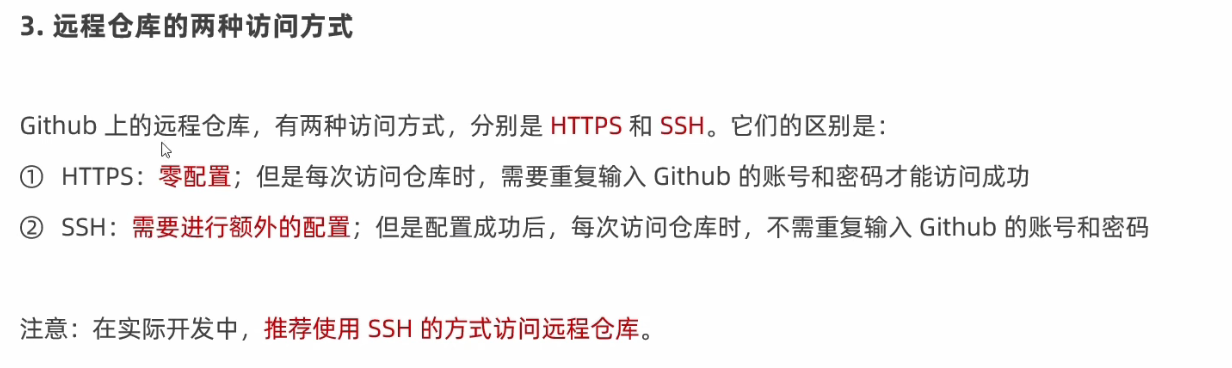 3. 远程仓库的两种访问方式
Github 上的远程仓库，有两种访问方式，分别是 HTTPS 和 SSH。它们的区别是：
① HTTPS：零配置；但是每次访问仓库时，需要重复输入 Github 的账号和密码才能访问成功
② SSH：需要进行额外的配置；但是配置成功后，每次访问仓库时，不需重复输入 Github 的账号和密码
注意：在实际开发中，推荐使用 SSH 的方式访问远程仓库。